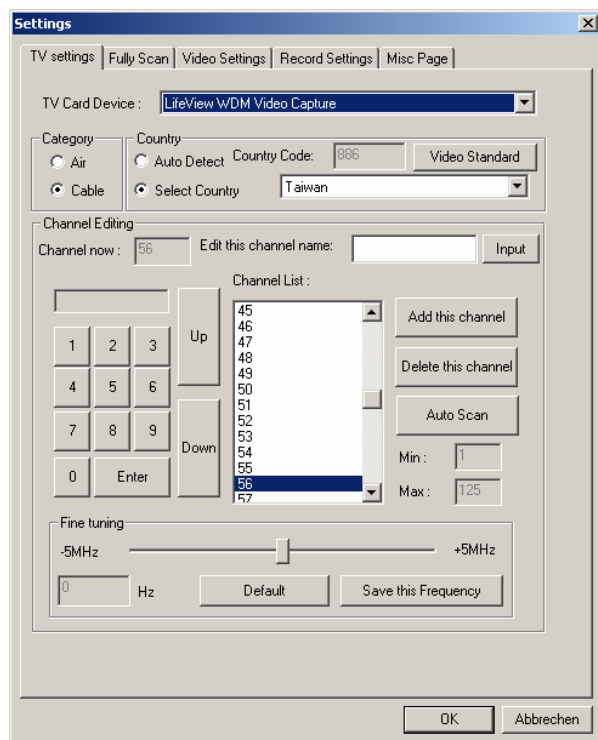 Settings
TV settings Fully Scan Video Settings Record Settings Misc Page
TV Card Device : LifeView WDM Video Capture
Category Country
Air Auto Detect Country Code: 886 Video Standard
Cable Select Country Taiwan
Channel Editing
Channel now : 56 Edit this channel name: Input
Channel List :
45
46
47
48
49
50
51
52
53
54
55
56
57
Up
Down
1 2 3
4 5 6
7 8 9
0 Enter
Add this channel
Delete this channel
Auto Scan
Min : 1
Max : 125
Fine tuning
-5MHz +5MHz
0 Hz Default Save this Frequency
OK Abbrechen